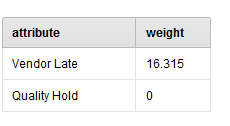 attribute weight
Vendor Late 16.315
Quality Hold 0